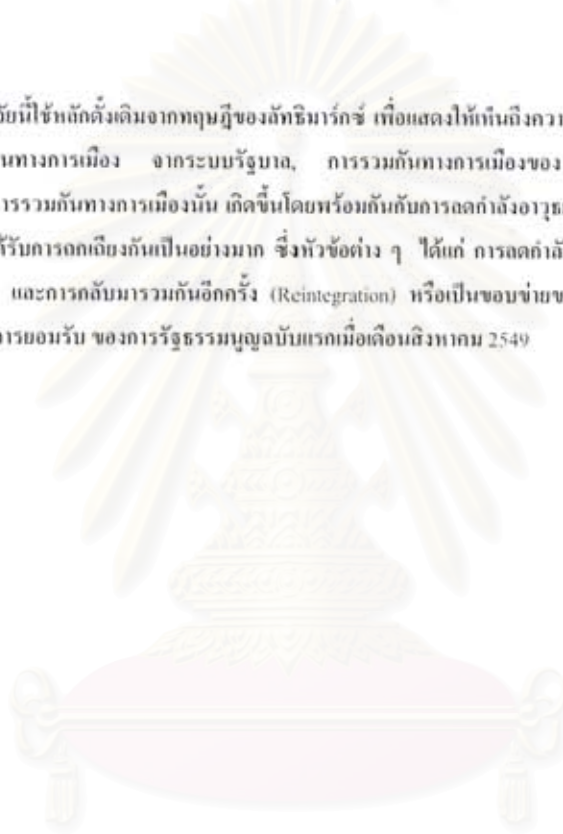 วัยนี้ใช้หลักดั้งเดิมจากทฤษฎีของลัทธิมาร์กซ์ เพื่อแสดงให้เห็นถึงควา
นทางการเมือง จากระบบรัฐบาล, การรวมกันทางการเมืองของ
ารรวมกันทางการเมืองนั้น เกิดขึ้นโดยพร้อมกันกับการลดกำลังอาวุธ
ด้รับการถกเถียงกันเป็นอย่างมาก ซึ่งหัวข้อต่าง ๆ ได้แก่ การลดกำลั
และการกลับมารวมกันอีกครั้ง (Reintegration) หรือเป็นขอบข่ายข
การยอมรับ ของการรัฐธรรมนูญฉบับแรกเมื่อเดือนสิงหาคม 2549